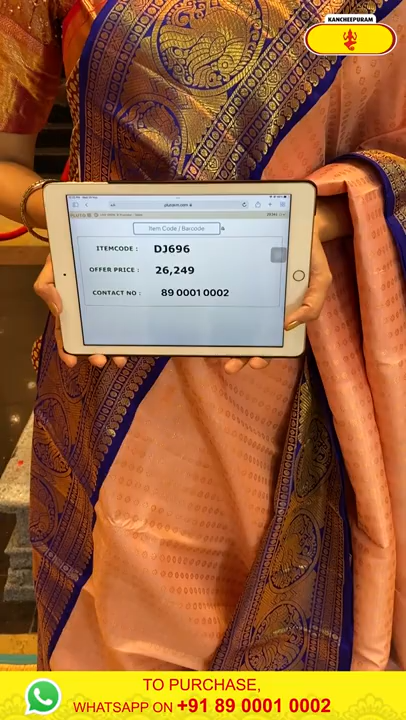 KANCHEEPURAM
Item Code / Barcode
ITEMCODE : DJ696
OFFER PRICE : 26,249
CONTACT NO : 89 0001 0002
TO PURCHASE,
WHATSAPP ON +91 89 0001 0002